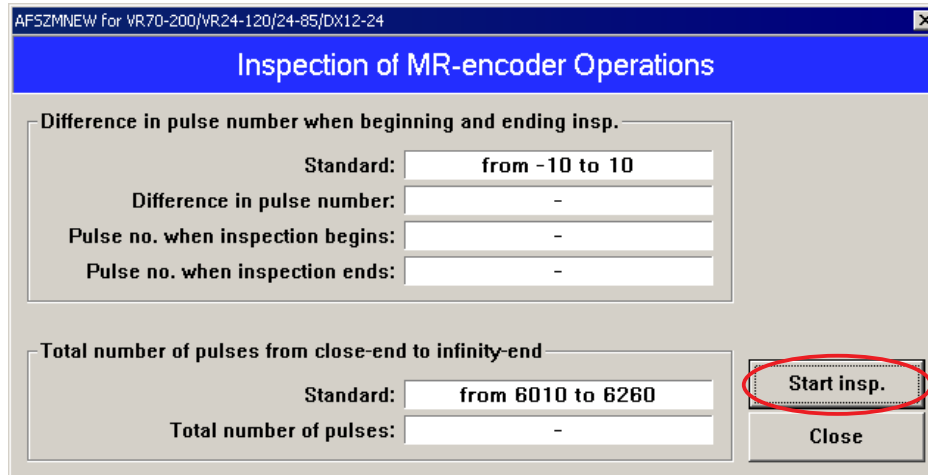 AFSZMNEW for VR70-200/VR24-120/24-85/DX12-24
Inspection of MR-encoder Operations
Difference in pulse number when beginning and ending insp.
Standard: from -10 to 10
Difference in pulse number: -
Pulse no. when inspection begins: -
Pulse no. when inspection ends: -
Total number of pulses from close-end to infinity-end
Standard: from 6010 to 6260
Total number of pulses: -
Start insp.
Close